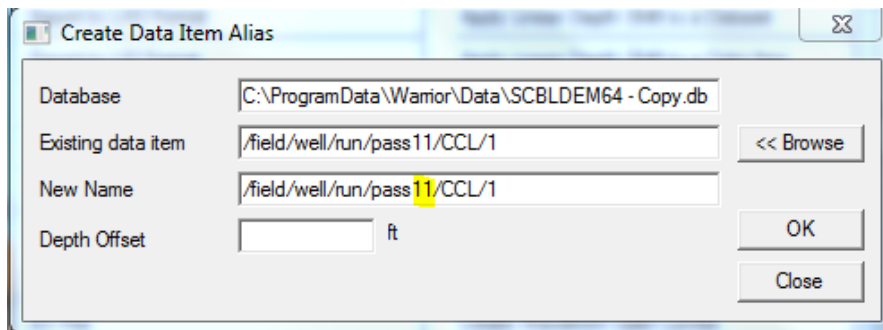 Create Data Item Alias
Database C:\ProgramData\Warrior\Data\SCBLDEM64 - Copy.db
Existing data item /field/well/run/pass11/CCL/1 << Browse
New Name /field/well/run/pass11/CCL/1
Depth Offset ft OK
Close